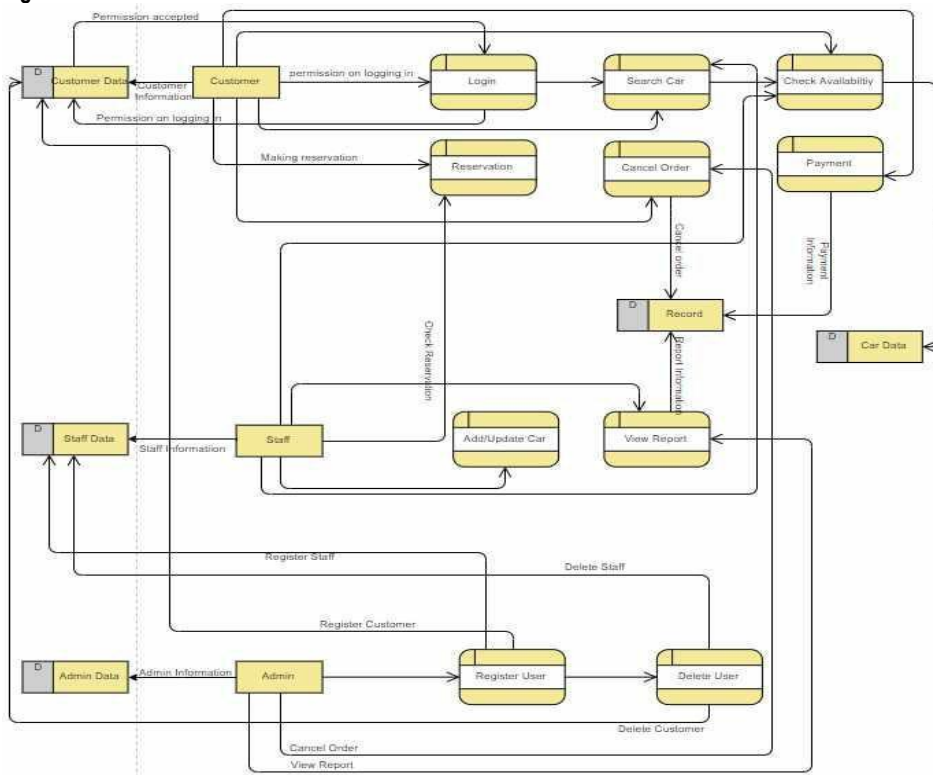 Permission accepted
D
Customer Data
Customer Information
Customer
permission on logging in
Login
Search Car
Check Availabitliy
Permission on logging in
Making reservation
Reservation
Cancel Order
Payment
Cancel order
Payment Information
D
Record
D
Car Data
Check Reservation
Report Information
D
Staff Data
Staff Informatiion
Staff
Add/Update Car
View Report
Register Staff
Delete Staff
Register Customer
D
Admin Data
Admin Information
Admin
Register User
Delete User
Delete Customer
Cancel Order
View Report